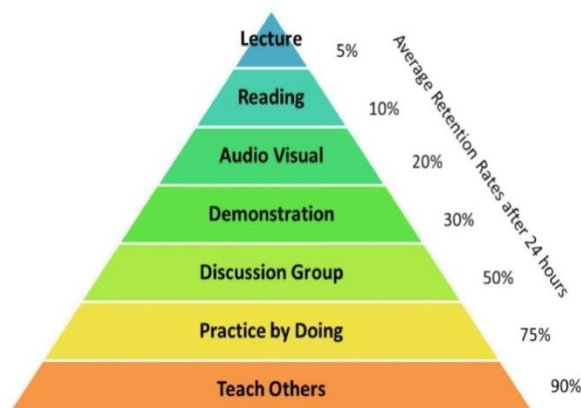 Lecture
5%
Reading
10%
Audio Visual
20%
Demonstration
30%
Discussion Group
50%
Practice by Doing
75%
Teach Others
90%
Average Retention Rates after 24 hours